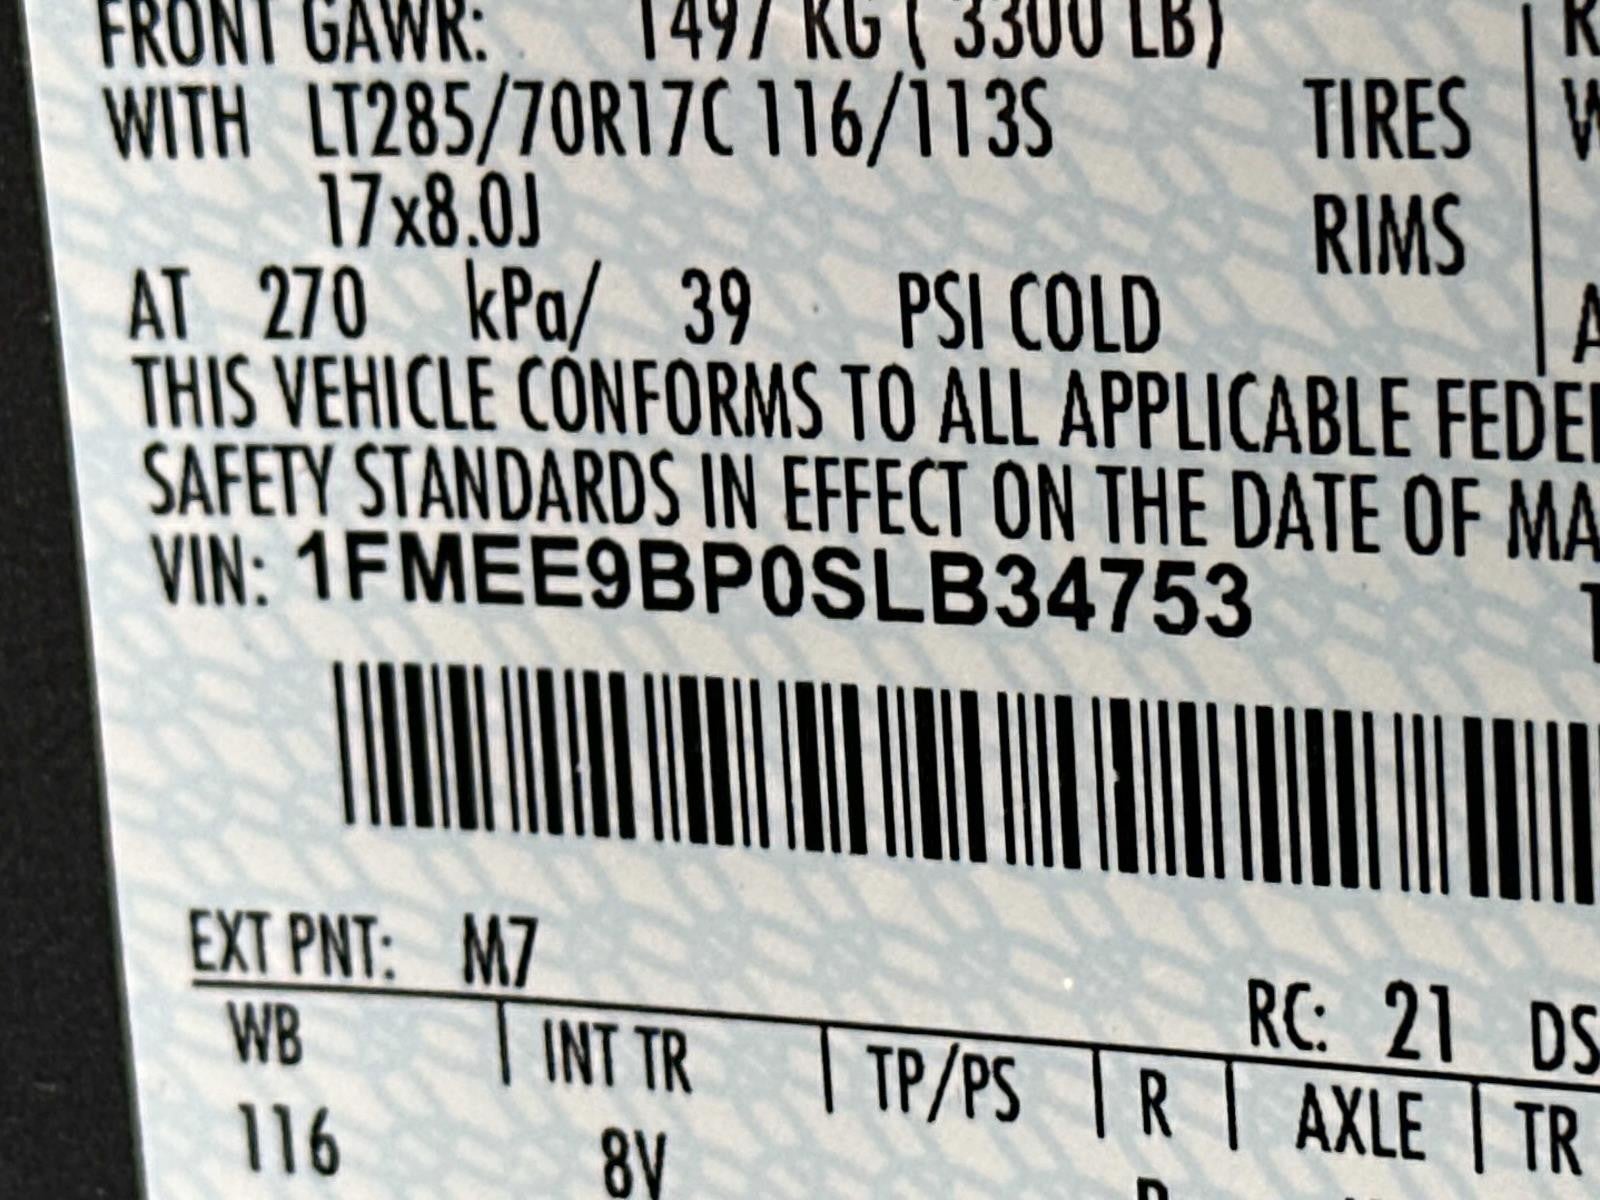 FRONT GAWR: 1497 KG ( 3300 LB)
WITH LT285/70R17C 116/113S TIRES
17x8.0J RIMS
AT 270 kPa/ 39 PSI COLD
THIS VEHICLE CONFORMS TO ALL APPLICABLE FEDER
SAFETY STANDARDS IN EFFECT ON THE DATE OF MA
VIN: 1FMEE9BP0SLB34753
EXT PNT: M7
RC: 21 DS
WB INT TR TP/PS R AXLE TR
116 8V